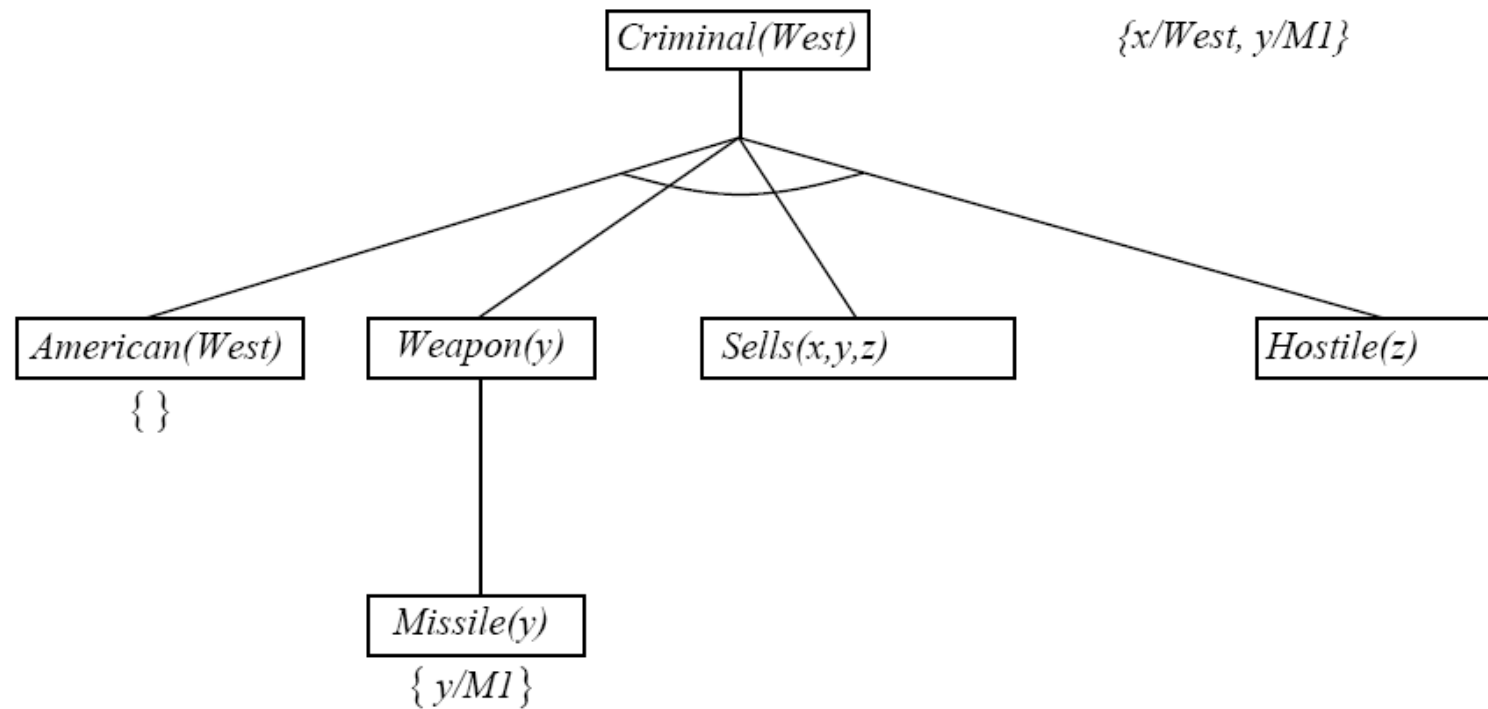 Criminal(West)
{x/West, y/M1}
American(West)
Weapon(y)
Sells(x,y,z)
Hostile(z)
{ }
Missile(y)
{ y/M1}